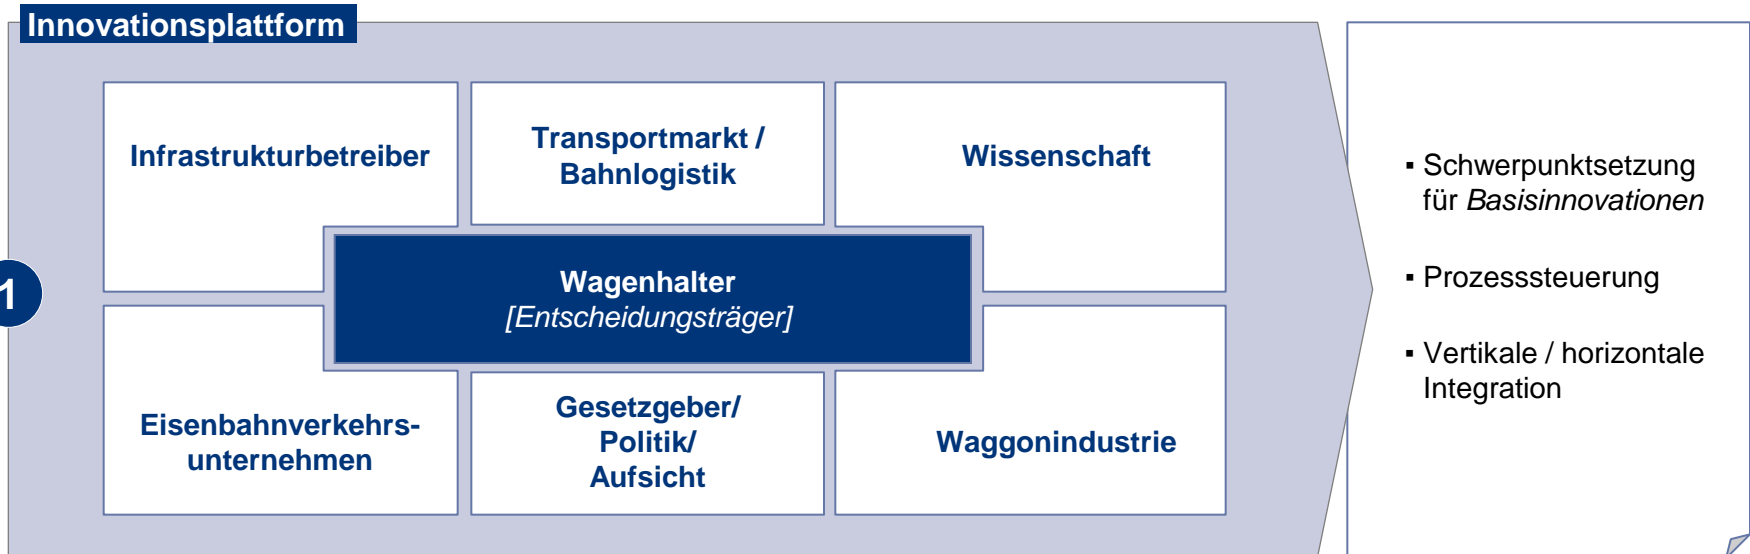 Innovationsplattform
Infrastrukturbetreiber
Transportmarkt /
Bahnlogistik
Wissenschaft
1
Wagenhalter
[Entscheidungsträger]
Eisenbahnverkehrs-
unternehmen
Gesetzgeber/
Politik/
Aufsicht
Waggonindustrie
▪ Schwerpunktsetzung
für Basisinnovationen
▪ Prozesssteuerung
▪ Vertikale / horizontale
Integration